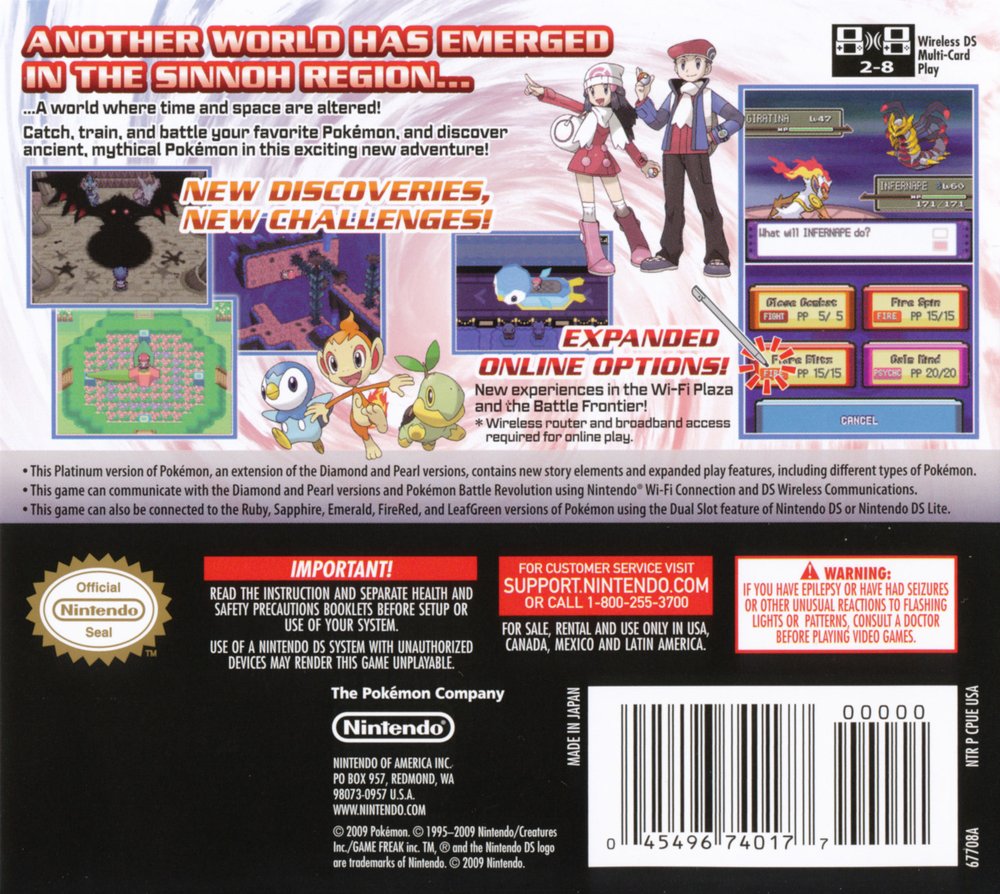 ANOTHER WORLD HAS EMERGED
IN THE SINNOH REGION...
...A world where time and space are altered!
Catch, train, and battle your favorite Pokémon, and discover
ancient, mythical Pokémon in this exciting new adventure!
2-8
Wireless DS
Multi-Card
Play
NEW DISCOVERIES,
NEW CHALLENGES!
GIRATINA Lv47
HP
INFERNAPE ♂Lv60
HP
171/171
What will INFERNAPE do?
Close Combat
FIGHT PP 5/ 5
Fire Spin
FIRE PP 15/15
Flare Blitz
FIRE PP 15/15
Calm Mind
PSYCHC PP 20/20
CANCEL
EXPANDED
ONLINE OPTIONS!
New experiences in the Wi-Fi Plaza
and the Battle Frontier!
* Wireless router and broadband access
required for online play.
• This Platinum version of Pokémon, an extension of the Diamond and Pearl versions, contains new story elements and expanded play features, including different types of Pokémon.
• This game can communicate with the Diamond and Pearl versions and Pokémon Battle Revolution using Nintendo® Wi-Fi Connection and DS Wireless Communications.
• This game can also be connected to the Ruby, Sapphire, Emerald, FireRed, and LeafGreen versions of Pokémon using the Dual Slot feature of Nintendo DS or Nintendo DS Lite.
Official
Nintendo
Seal
TM
IMPORTANT!
READ THE INSTRUCTION AND SEPARATE HEALTH AND
SAFETY PRECAUTIONS BOOKLETS BEFORE SETUP OR
USE OF YOUR SYSTEM.
USE OF A NINTENDO DS SYSTEM WITH UNAUTHORIZED
DEVICES MAY RENDER THIS GAME UNPLAYABLE.
FOR CUSTOMER SERVICE VISIT
SUPPORT.NINTENDO.COM
OR CALL 1-800-255-3700
FOR SALE, RENTAL AND USE ONLY IN USA,
CANADA, MEXICO AND LATIN AMERICA.
WARNING:
IF YOU HAVE EPILEPSY OR HAVE HAD SEIZURES
OR OTHER UNUSUAL REACTIONS TO FLASHING
LIGHTS OR PATTERNS, CONSULT A DOCTOR
BEFORE PLAYING VIDEO GAMES.
The Pokémon Company
Nintendo®
NINTENDO OF AMERICA INC.
PO BOX 957, REDMOND, WA
98073-0957 U.S.A.
WWW.NINTENDO.COM
© 2009 Pokémon. © 1995–2009 Nintendo/Creatures
Inc./GAME FREAK inc. TM, ® and the Nintendo DS logo
are trademarks of Nintendo. © 2009 Nintendo.
MADE IN JAPAN
00000
0 45496 74017 7
NTR P CPUE USA
67708A